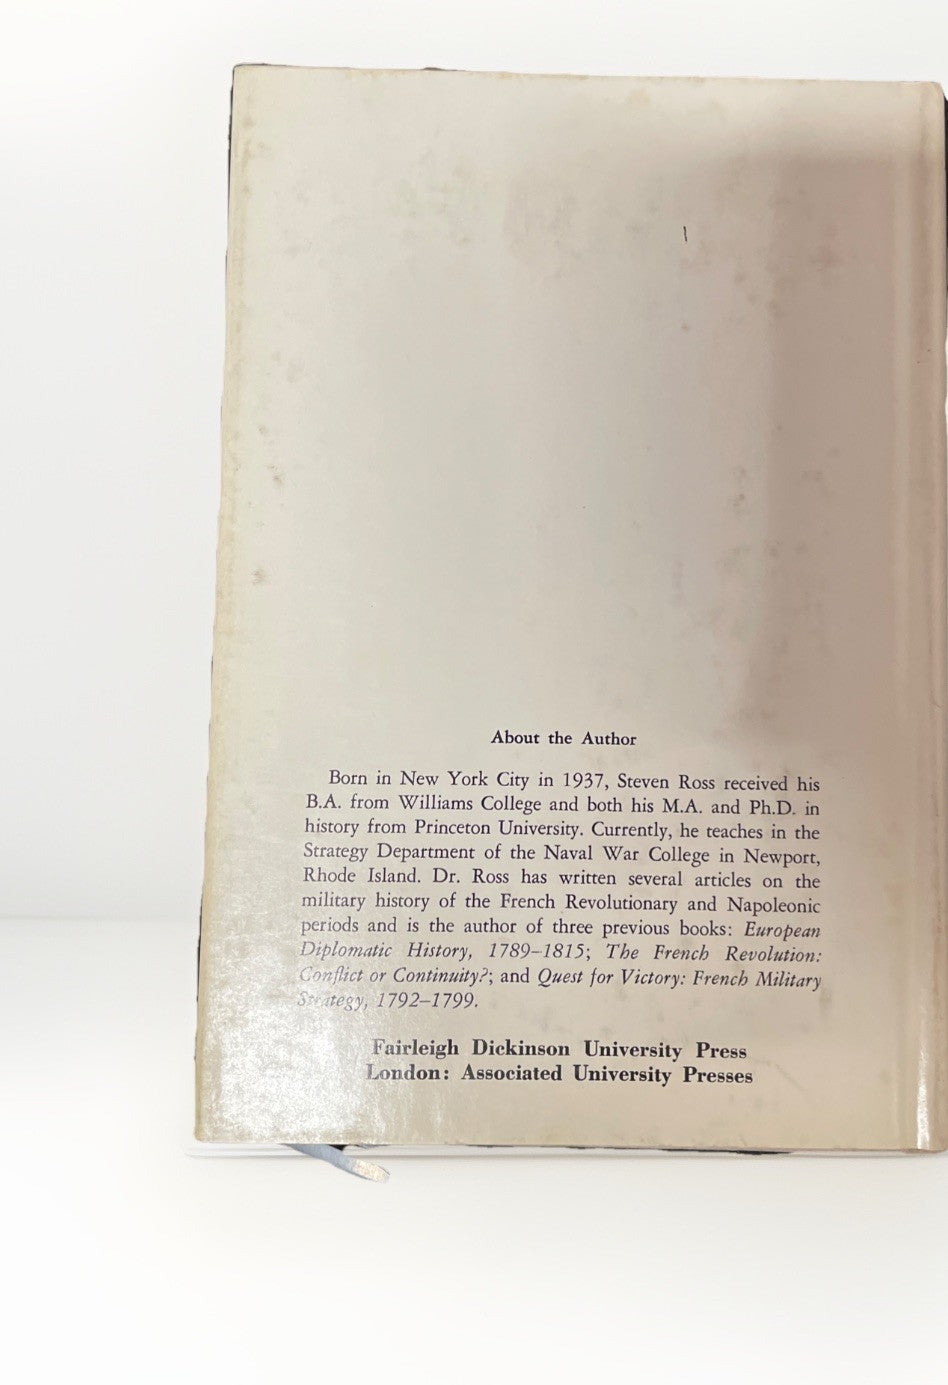 About the Author
Born in New York City in 1937, Steven Ross received his
B.A. from Williams College and both his M.A. and Ph.D. in
history from Princeton University. Currently, he teaches in the
Strategy Department of the Naval War College in Newport,
Rhode Island. Dr. Ross has written several articles on the
military history of the French Revolutionary and Napoleonic
periods and is the author of three previous books: European
Diplomatic History, 1789–1815; The French Revolution:
Conflict or Continuity?; and Quest for Victory: French Military
Strategy, 1792–1799.
Fairleigh Dickinson University Press
London: Associated University Presses